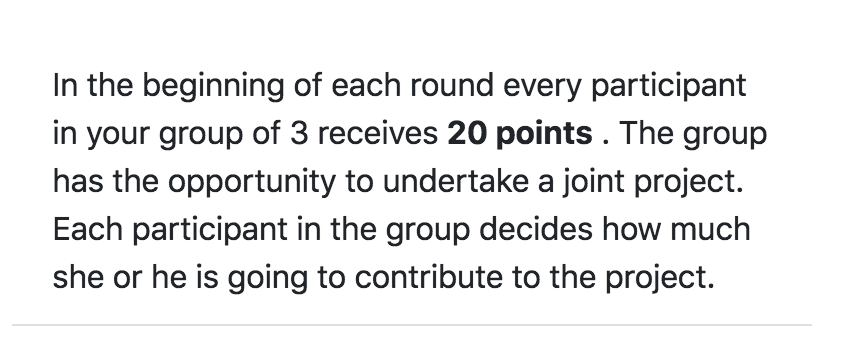 In the beginning of each round every participant
in your group of 3 receives 20 points . The group
has the opportunity to undertake a joint project.
Each participant in the group decides how much
she or he is going to contribute to the project.